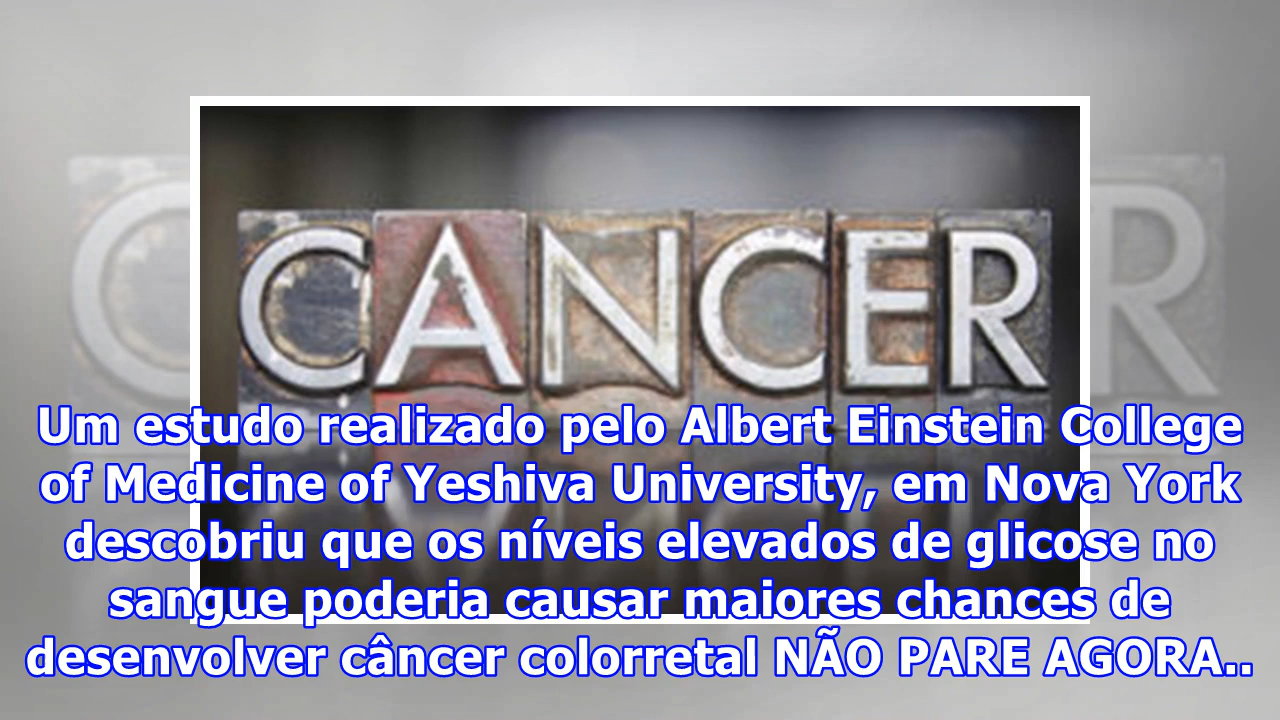 CANCER
Um estudo realizado pelo Albert Einstein College
of Medicine of Yeshiva University, em Nova York
descobriu que os níveis elevados de glicose no
sangue poderia causar maiores chances de
desenvolver câncer colorretal NÃO PARE AGORA..